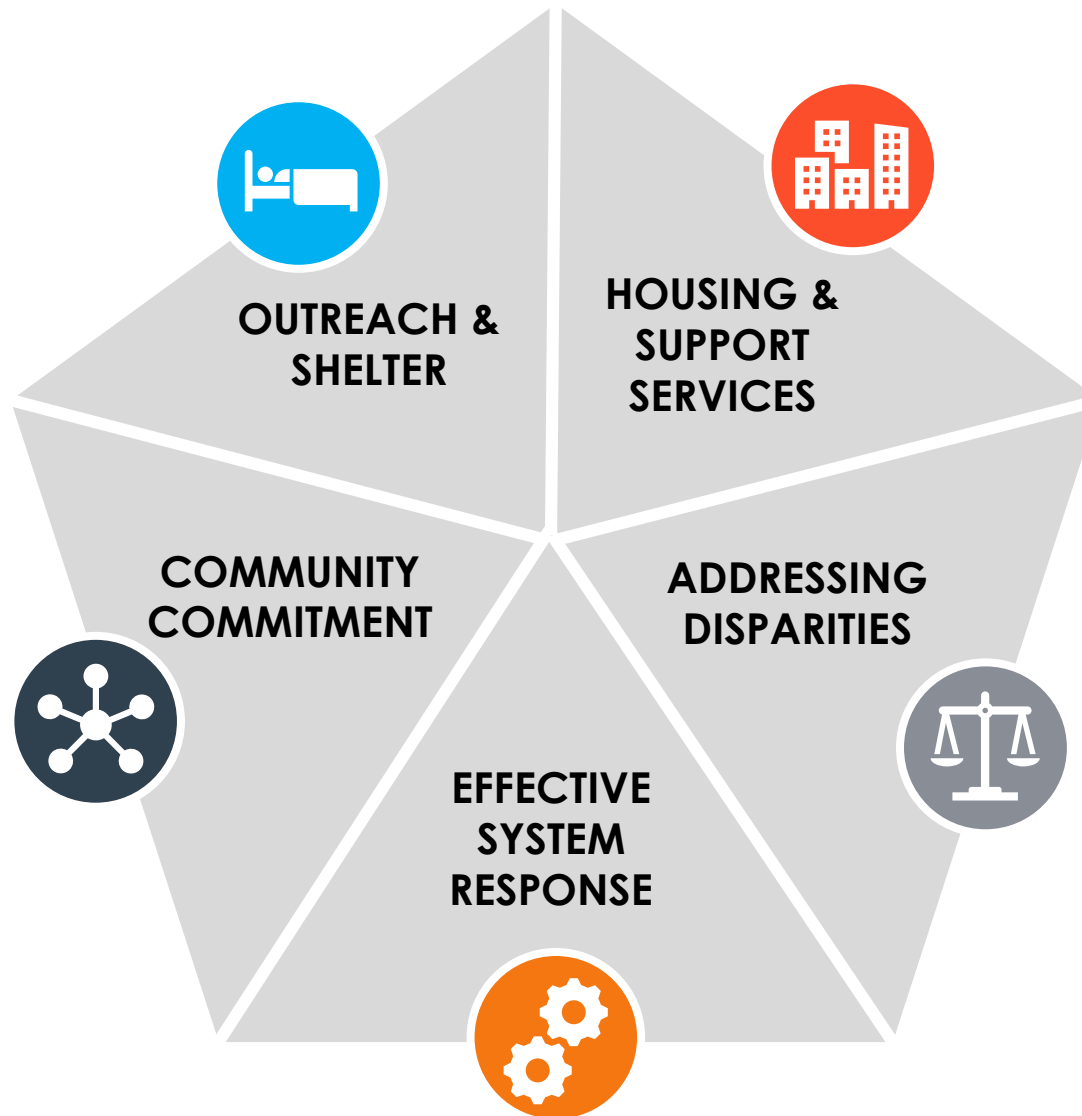 OUTREACH &
SHELTER
HOUSING &
SUPPORT
SERVICES
COMMUNITY
COMMITMENT
ADDRESSING
DISPARITIES
EFFECTIVE
SYSTEM
RESPONSE